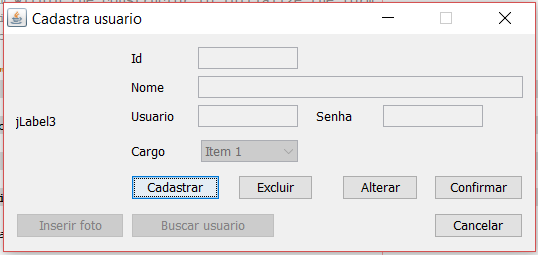 Cadastra usuario
Id
Nome
Usuario Senha
jLabel3
Cargo Item 1
Cadastrar Excluir Alterar Confirmar
Inserir foto Buscar usuario Cancelar